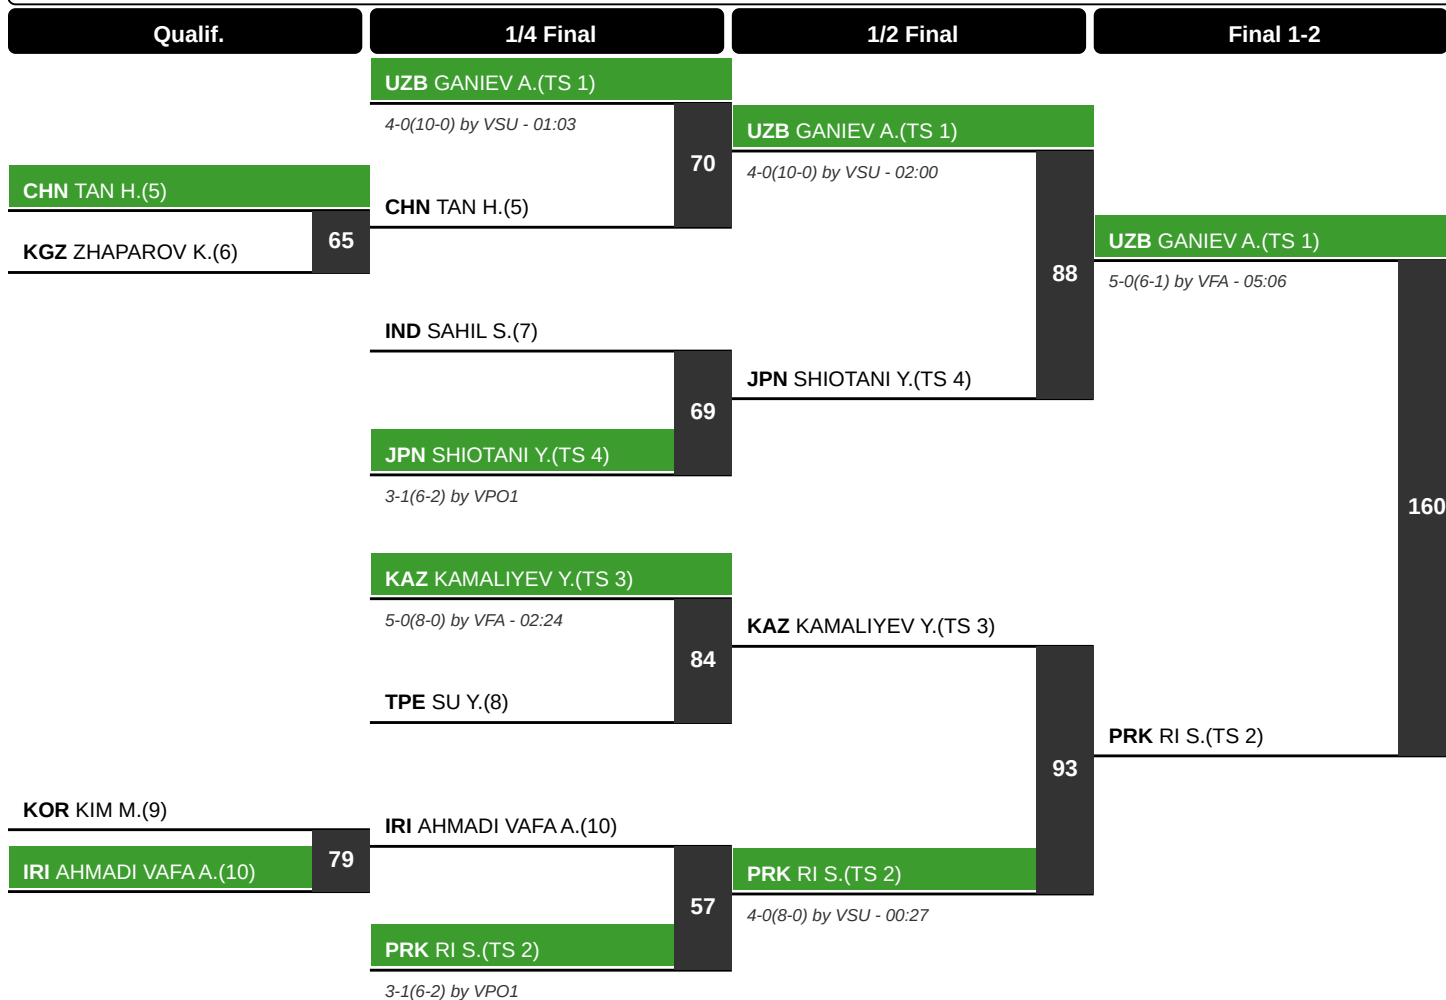 Qualif.
1/4 Final
1/2 Final
Final 1-2
CHN TAN H.(5)
KGZ ZHAPAROV K.(6)
65
KOR KIM M.(9)
IRI AHMADI VAFA A.(10)
79
UZB GANIEV A.(TS 1)
4-0(10-0) by VSU - 01:03
70
CHN TAN H.(5)
IND SAHIL S.(7)
69
JPN SHIOTANI Y.(TS 4)
3-1(6-2) by VPO1
KAZ KAMALIYEV Y.(TS 3)
5-0(8-0) by VFA - 02:24
84
TPE SU Y.(8)
IRI AHMADI VAFA A.(10)
57
PRK RI S.(TS 2)
3-1(6-2) by VPO1
UZB GANIEV A.(TS 1)
4-0(10-0) by VSU - 02:00
88
JPN SHIOTANI Y.(TS 4)
KAZ KAMALIYEV Y.(TS 3)
93
PRK RI S.(TS 2)
4-0(8-0) by VSU - 00:27
UZB GANIEV A.(TS 1)
5-0(6-1) by VFA - 05:06
160
PRK RI S.(TS 2)